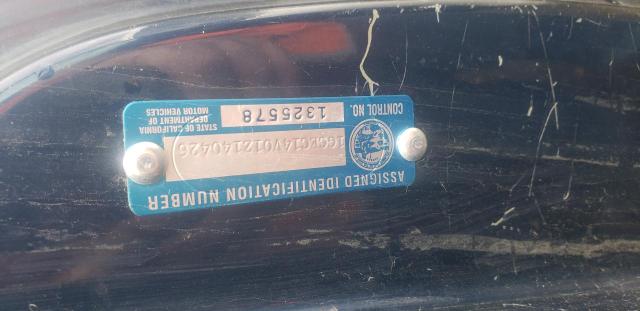 ASSIGNED IDENTIFICATION NUMBER
1GCEC14V01Z140426
CONTROL NO. 1325578
STATE OF CALIFORNIA
DEPARTMENT OF
MOTOR VEHICLES